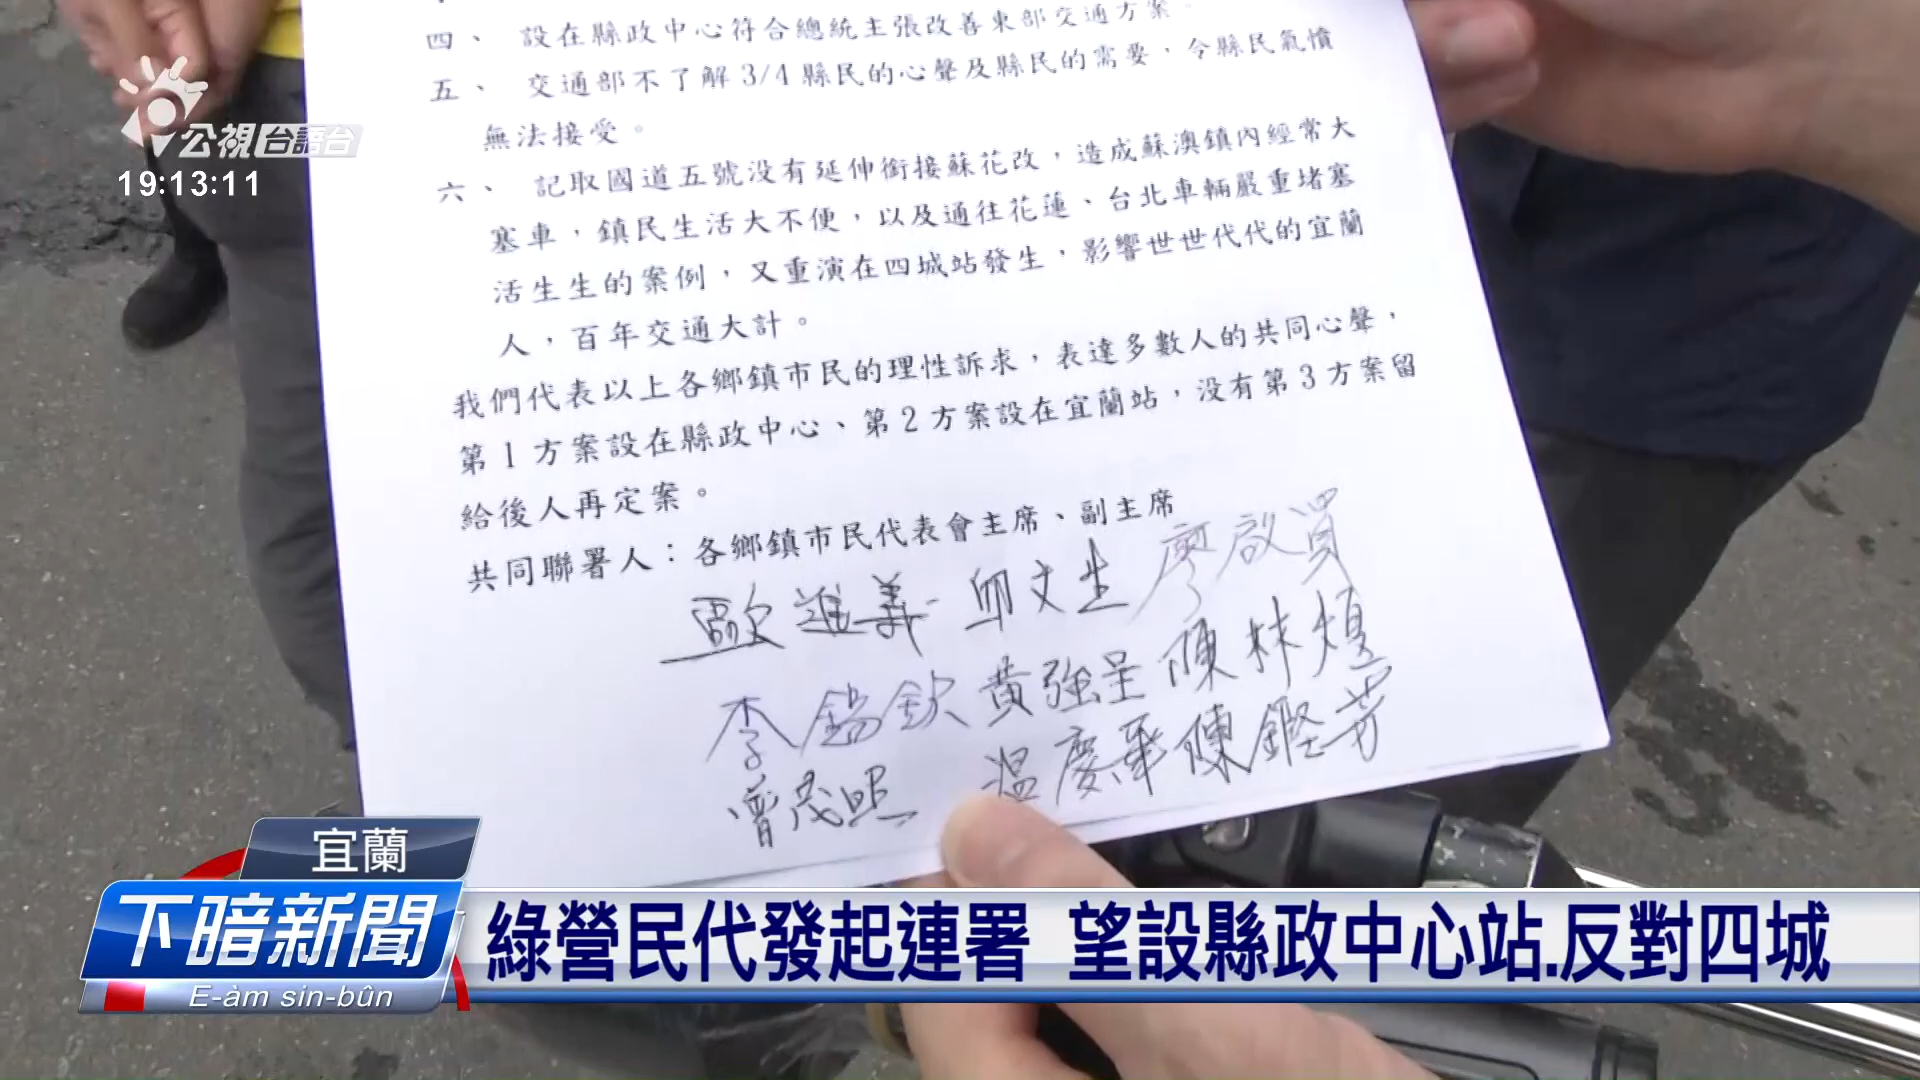 四、 設在縣政中心符合總統主張改善東部交通方案。
五、 交通部不了解3/4縣民的心聲及縣民的需要，令縣民氣憤
無法接受。
六、 記取國道五號没有延伸銜接蘇花改，造成蘇澳鎮內經常大
塞車，鎮民生活大不便，以及通往花蓮、台北車輛嚴重堵塞
活生生的案例，又重演在四城站發生，影響世世代代的宜蘭
人，百年交通大計。
我們代表以上各鄉鎮市民的理性訴求，表達多數人的共同心聲，
第1方案設在縣政中心、第2方案設在宜蘭站，没有第3方案留
給後人再定案。
共同聯署人：各鄉鎮市民代表會主席、副主席
歐進義 邱文生 廖啟
李錫欽 黃強呈 陳林煌
曾茂照 温慶華 陳鏗芳
公視台語台
19:13:11
宜蘭
下暗新聞
E-àm sin-bûn
綠營民代發起連署 望設縣政中心站.反對四城